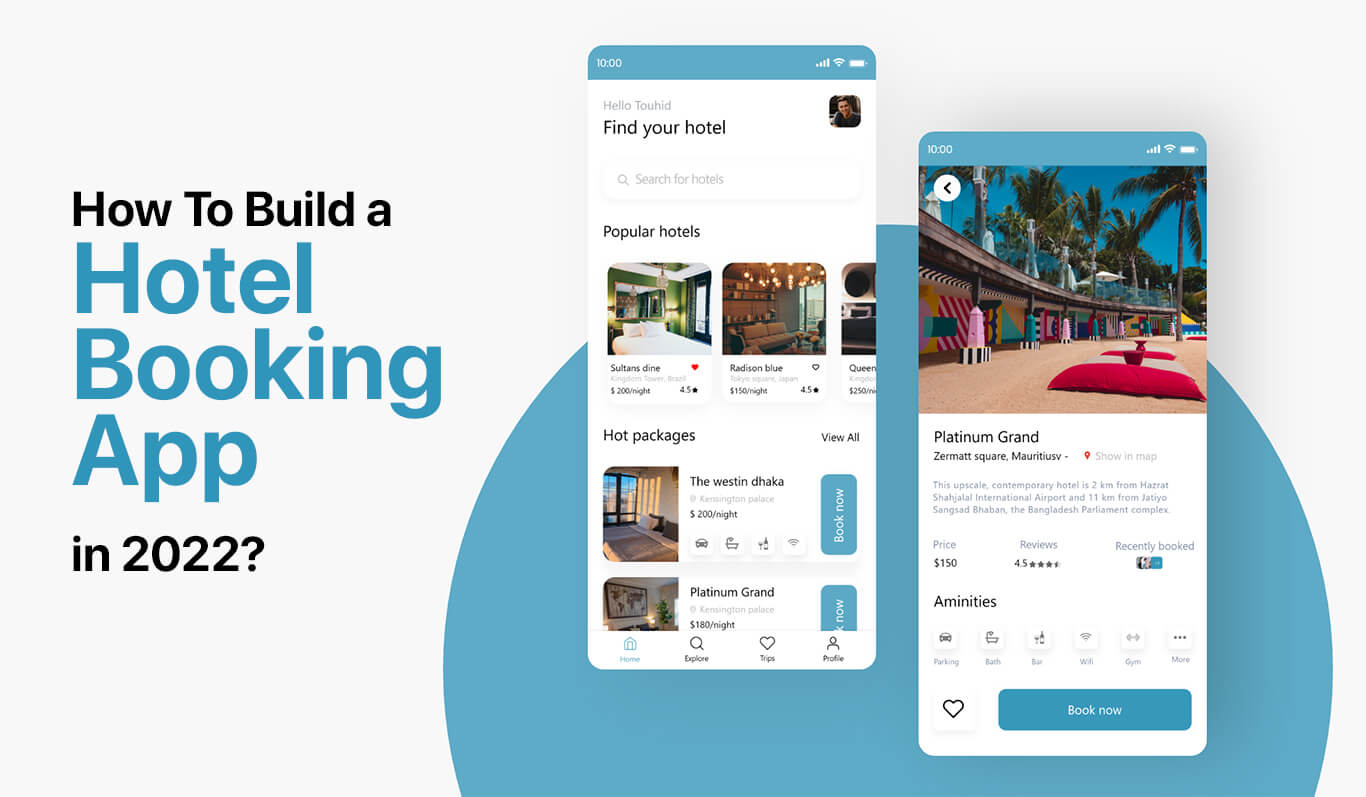 How To Build a
Hotel
Booking
App
in 2022?
10:00
Hello Touhid
Find your hotel
Search for hotels
Popular hotels
Sultans dine
Kingdom Tower, Brazil
$ 200/night 4.5
Radison blue
Tokyo square, Japan
$150/night 4.5
Queen
Kingdo
$250/ni
Hot packages View All
The westin dhaka
Kensington palace
$ 200/night
Book now
Platinum Grand
Kensington palace
$180/night
k now
Home Explore Trips Profile
10:00
Platinum Grand
Zermatt square, Mauritiusv - Show in map
This upscale, contemporary hotel is 2 km from Hazrat
Shahjalal International Airport and 11 km from Jatiyo
Sangsad Bhaban, the Bangladesh Parliament complex.
Price Reviews Recently booked
$150 4.5
Aminities
Parking Bath Bar Wifi Gym More
Book now